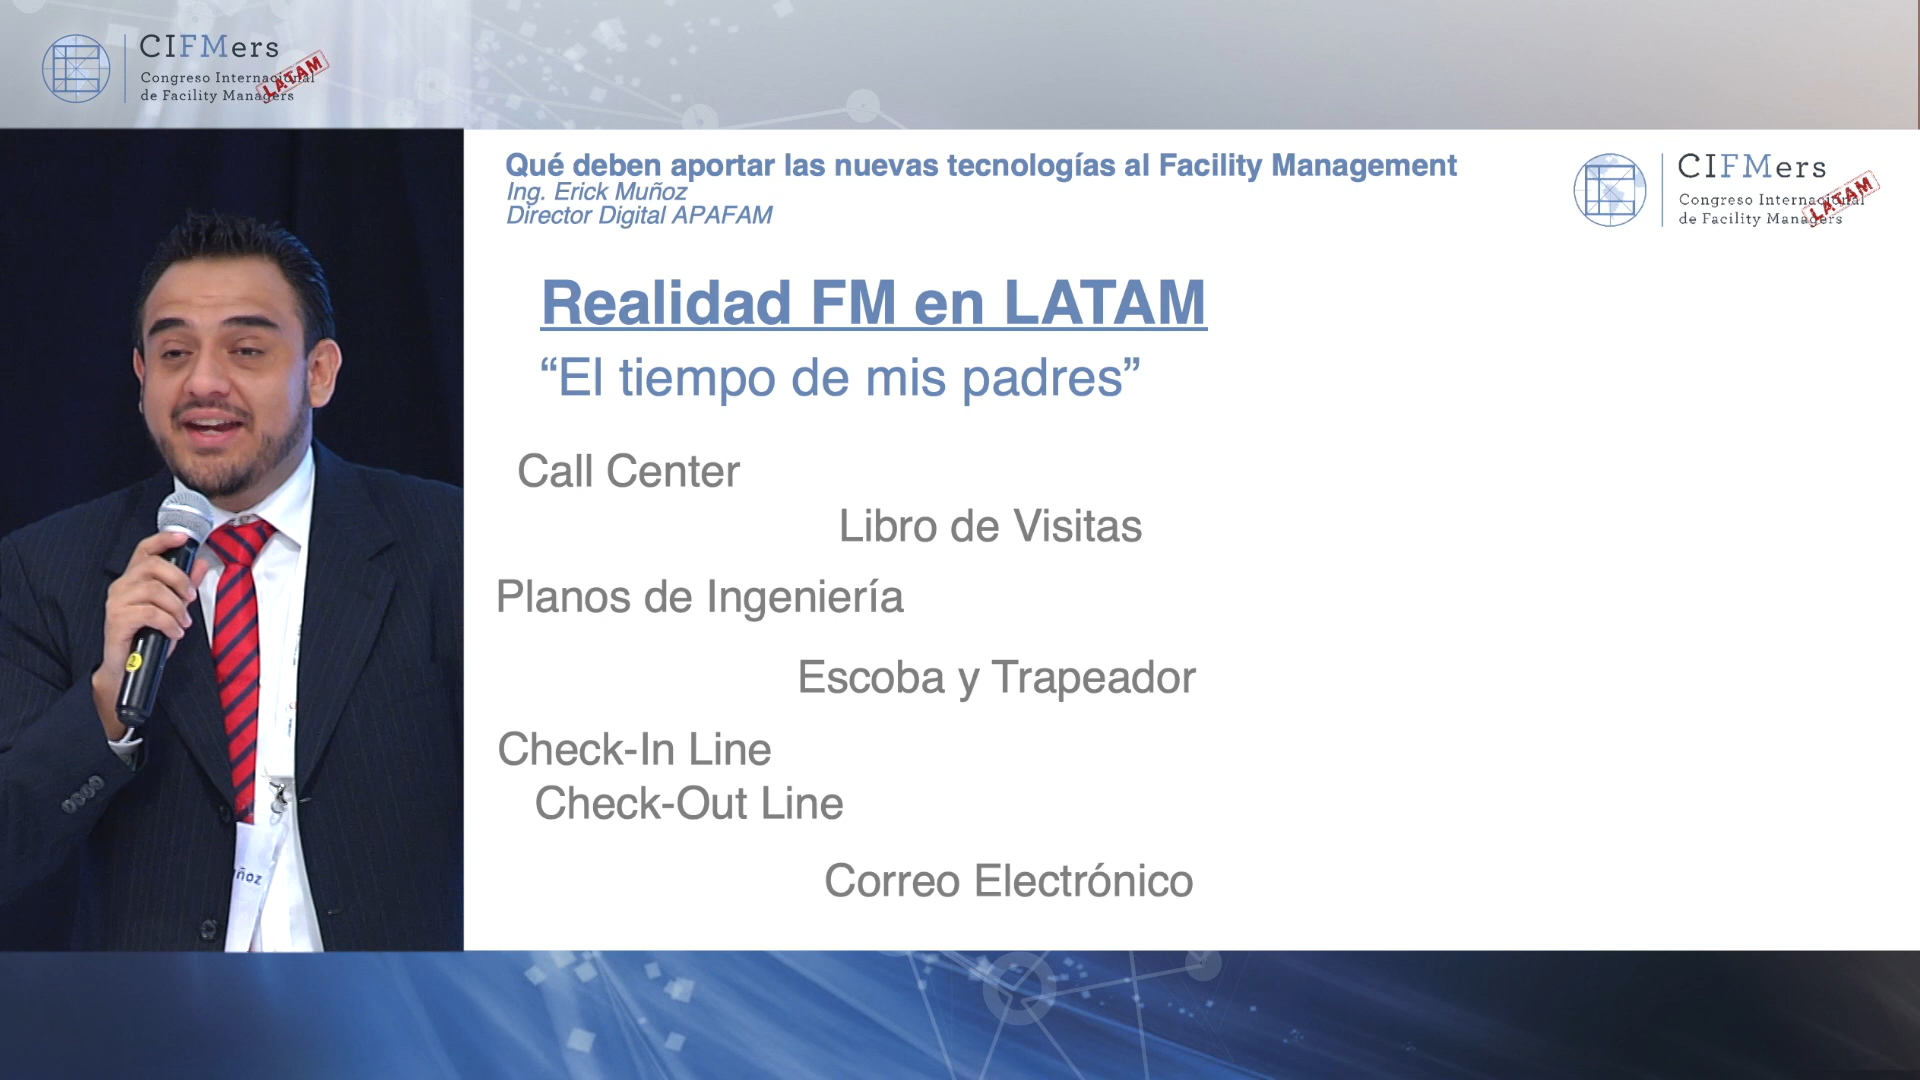 CIFMers
Congreso Internacional
de Facility Managers
LATAM
Qué deben aportar las nuevas tecnologías al Facility Management
Ing. Erick Muñoz
Director Digital APAFAM
CIFMers
Congreso Internacional
de Facility Managers
LATAM
Realidad FM en LATAM
“El tiempo de mis padres”
Call Center
Libro de Visitas
Planos de Ingeniería
Escoba y Trapeador
Check-In Line
Check-Out Line
Correo Electrónico
ñoz